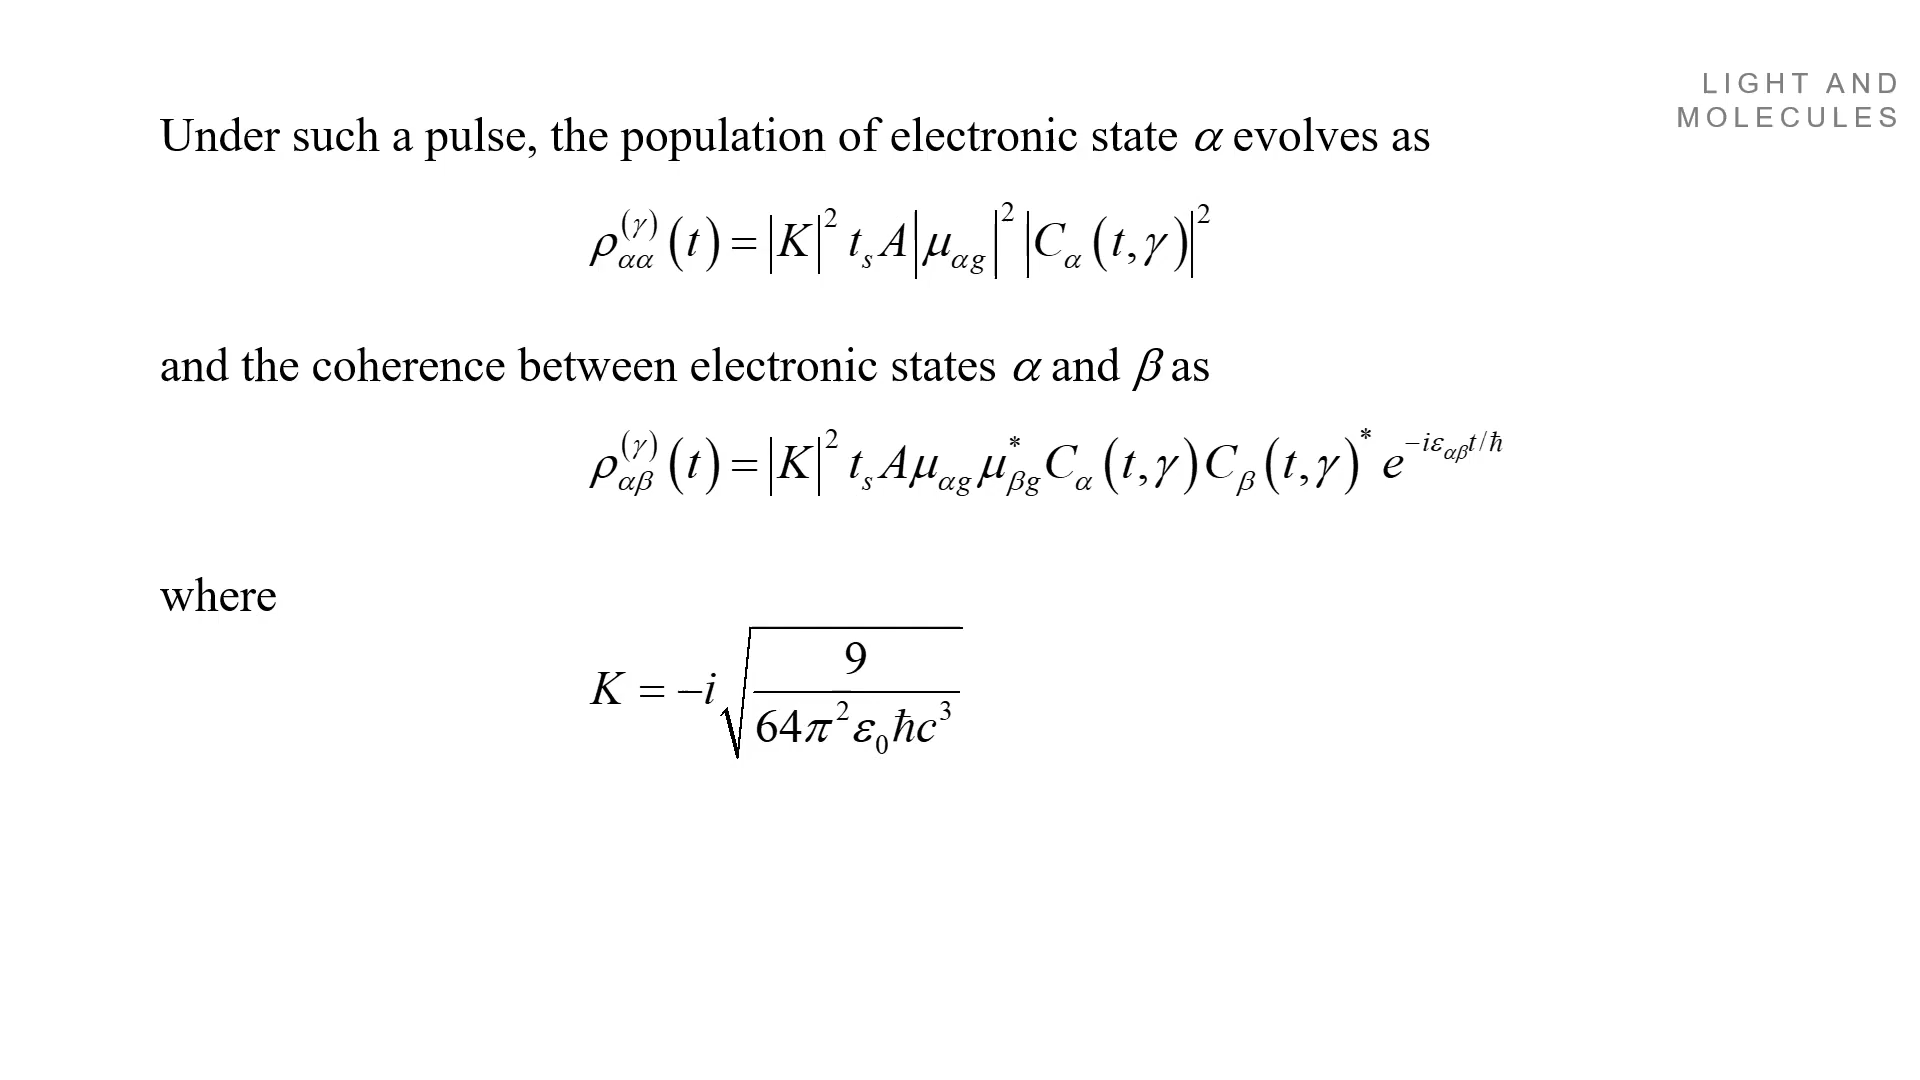 LIGHT AND
MOLECULES
Under such a pulse, the population of electronic state α evolves as
ρ_{αα}^{(γ)}(t) = |K|^2 t_s A |μ_{αg}|^2 |C_α(t,γ)|^2
and the coherence between electronic states α and β as
ρ_{αβ}^{(γ)}(t) = |K|^2 t_s A μ_{αg} μ_{βg}^* C_α(t,γ) C_β(t,γ)^* e^{-iε_{αβ}t/ħ}
where
K = -i √(9 / (64π^2 ε_0 ħc^3))